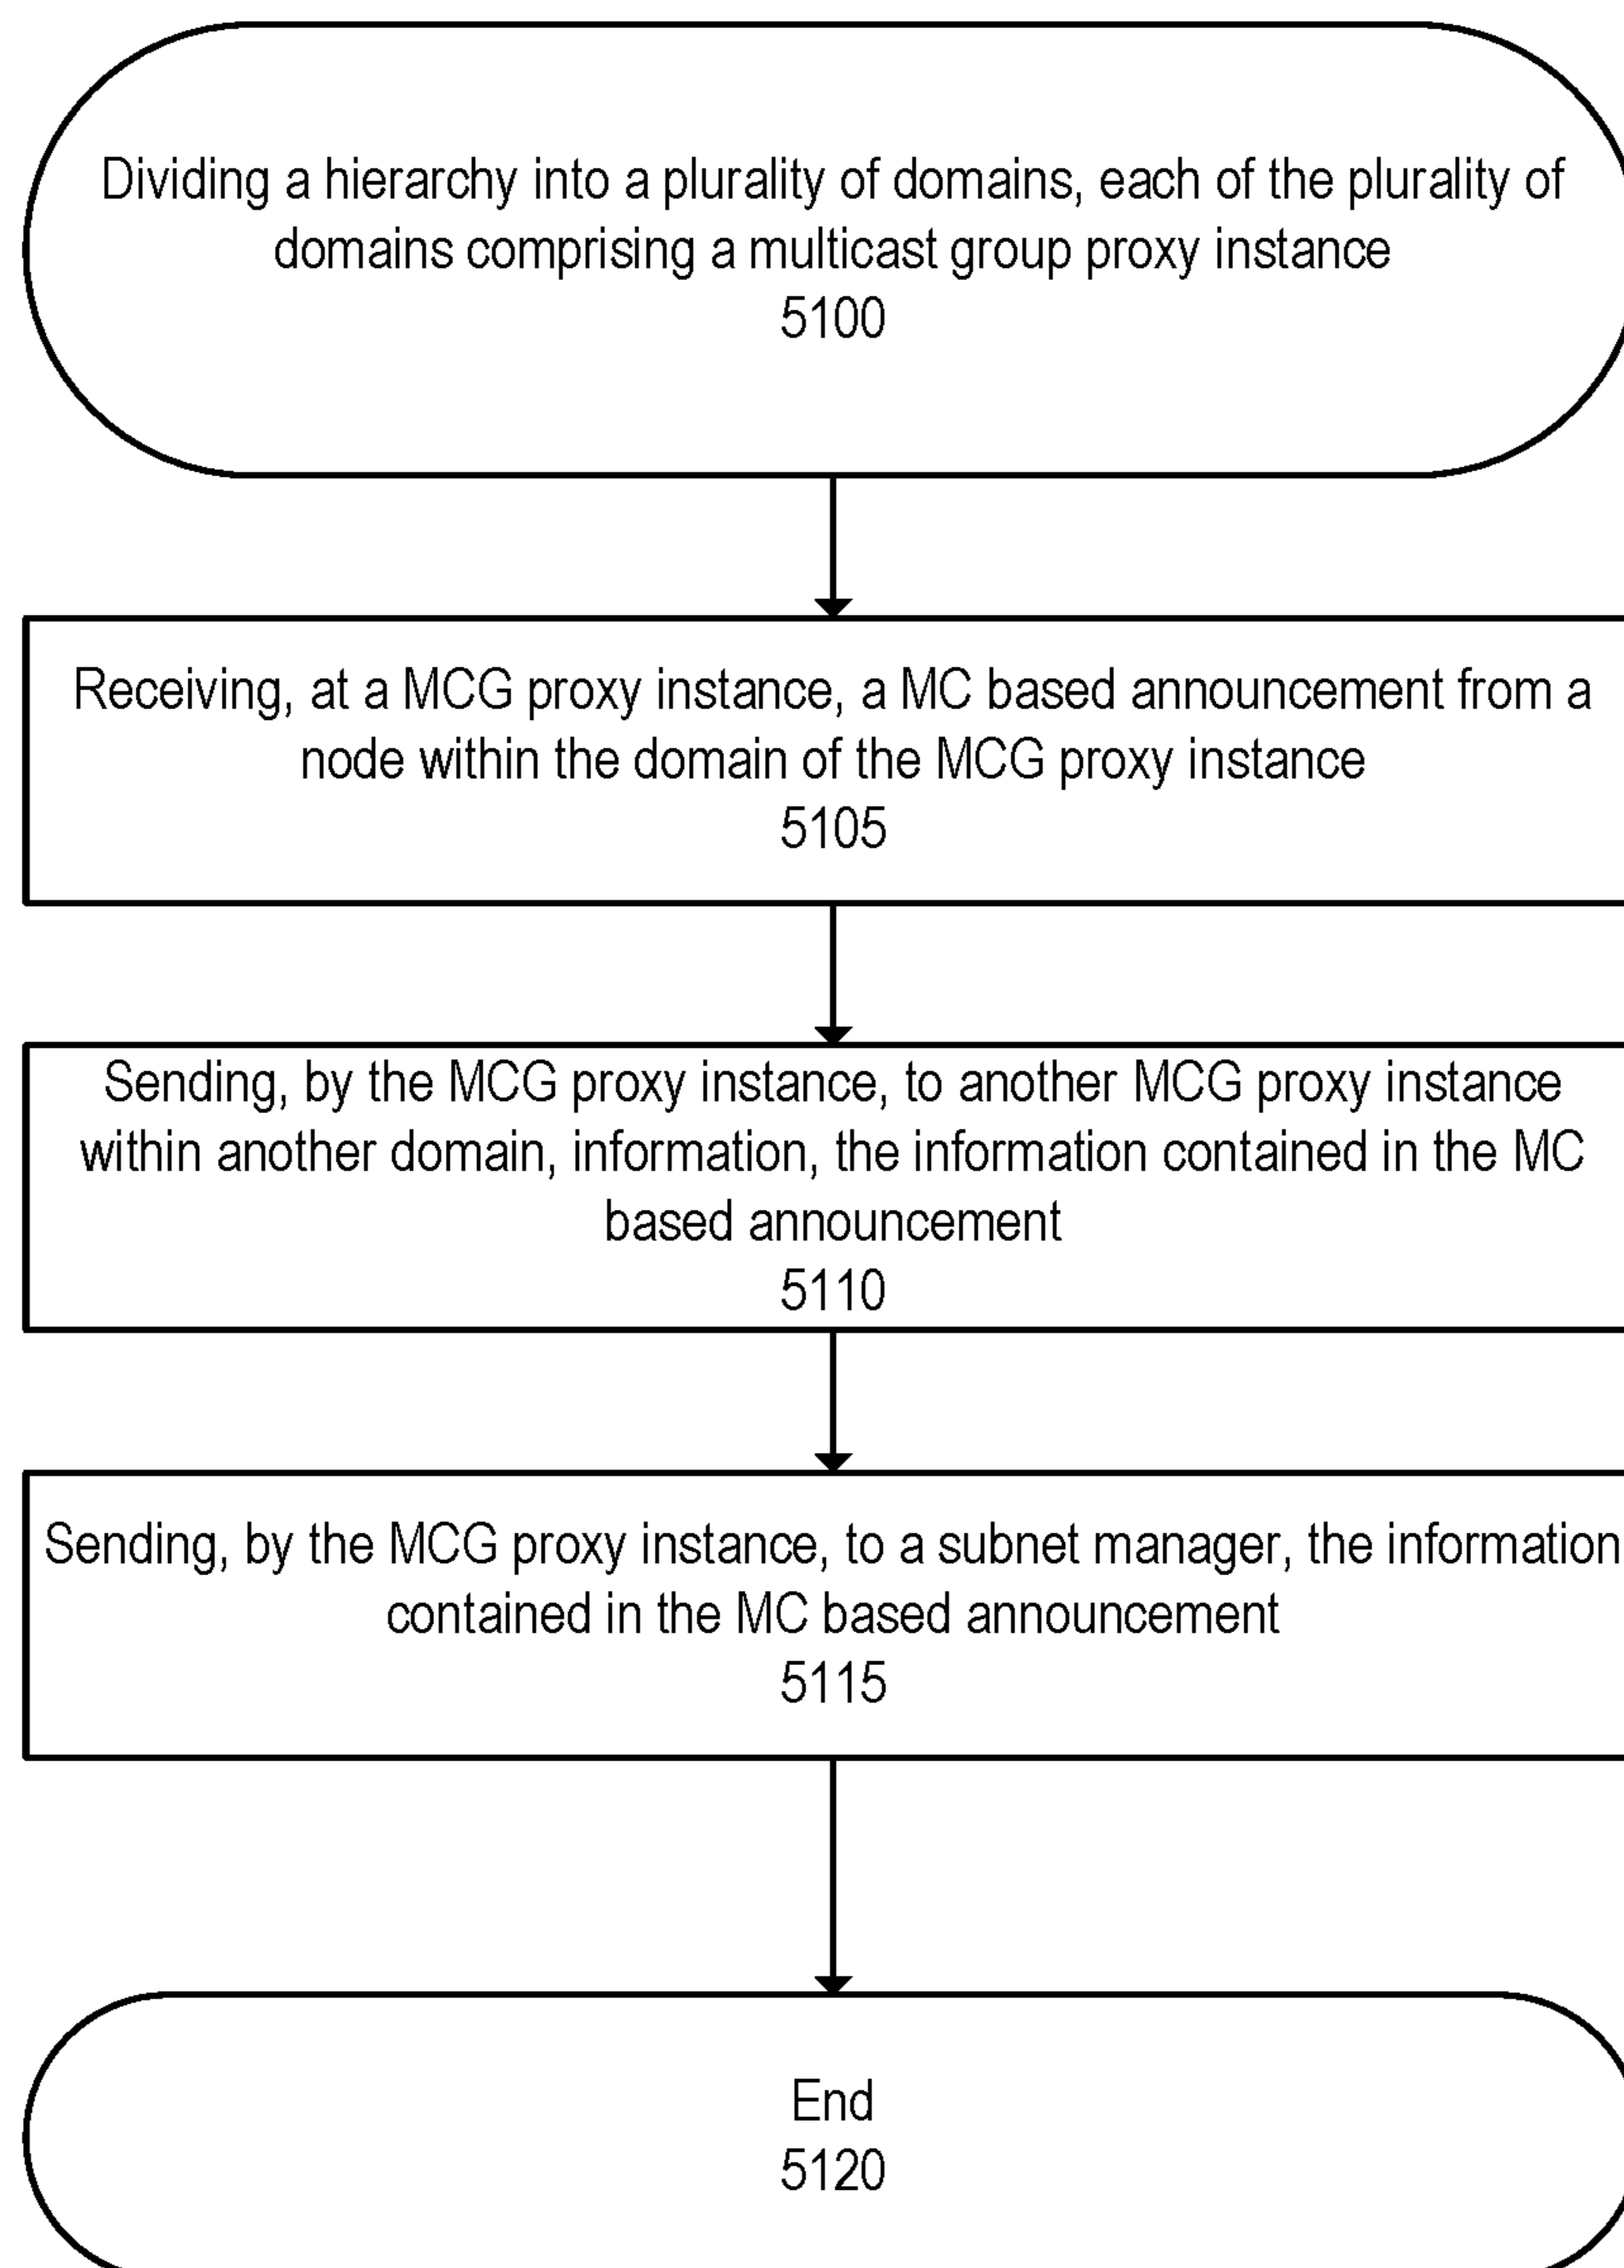 Dividing a hierarchy into a plurality of domains, each of the plurality of
domains comprising a multicast group proxy instance
5100
Receiving, at a MCG proxy instance, a MC based announcement from a
node within the domain of the MCG proxy instance
5105
Sending, by the MCG proxy instance, to another MCG proxy instance
within another domain, information, the information contained in the MC
based announcement
5110
Sending, by the MCG proxy instance, to a subnet manager, the information
contained in the MC based announcement
5115
End
5120